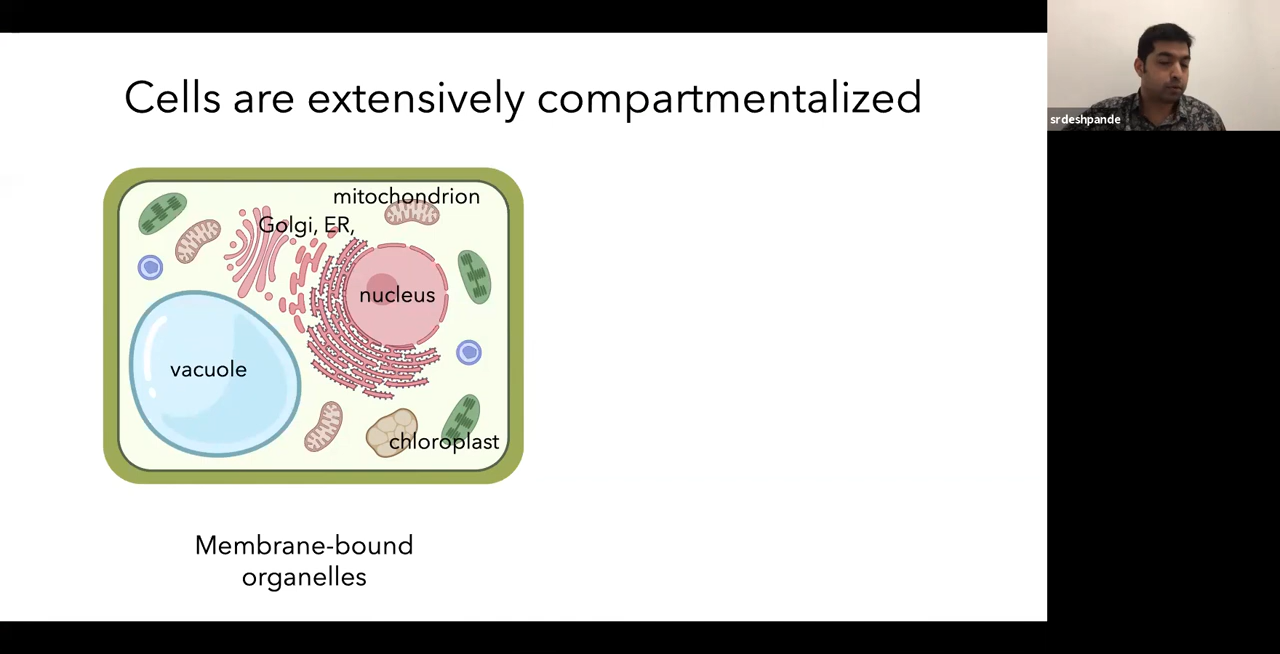 Cells are extensively compartmentalized
srdeshpande
mitochondrion
Golgi, ER,
nucleus
vacuole
chloroplast
Membrane-bound
organelles